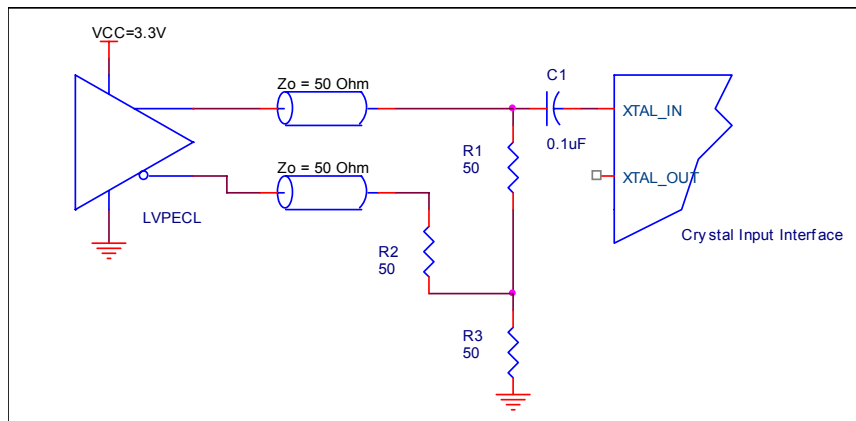 VCC=3.3V
Zo = 50 Ohm
C1
XTAL_IN
R1
50
0.1uF
Zo = 50 Ohm
XTAL_OUT
LVPECL
Crystal Input Interface
R2
50
R3
50